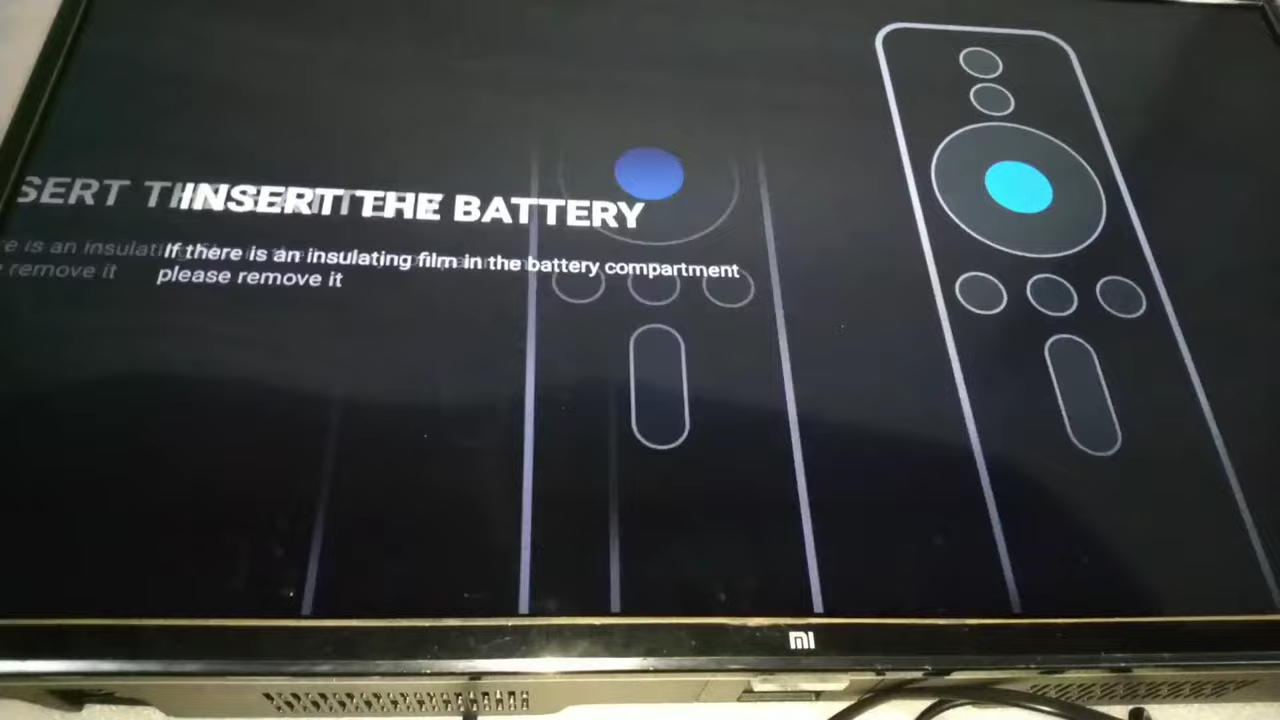 INSERT THE BATTERY
If there is an insulating film in the battery compartment
please remove it
mi